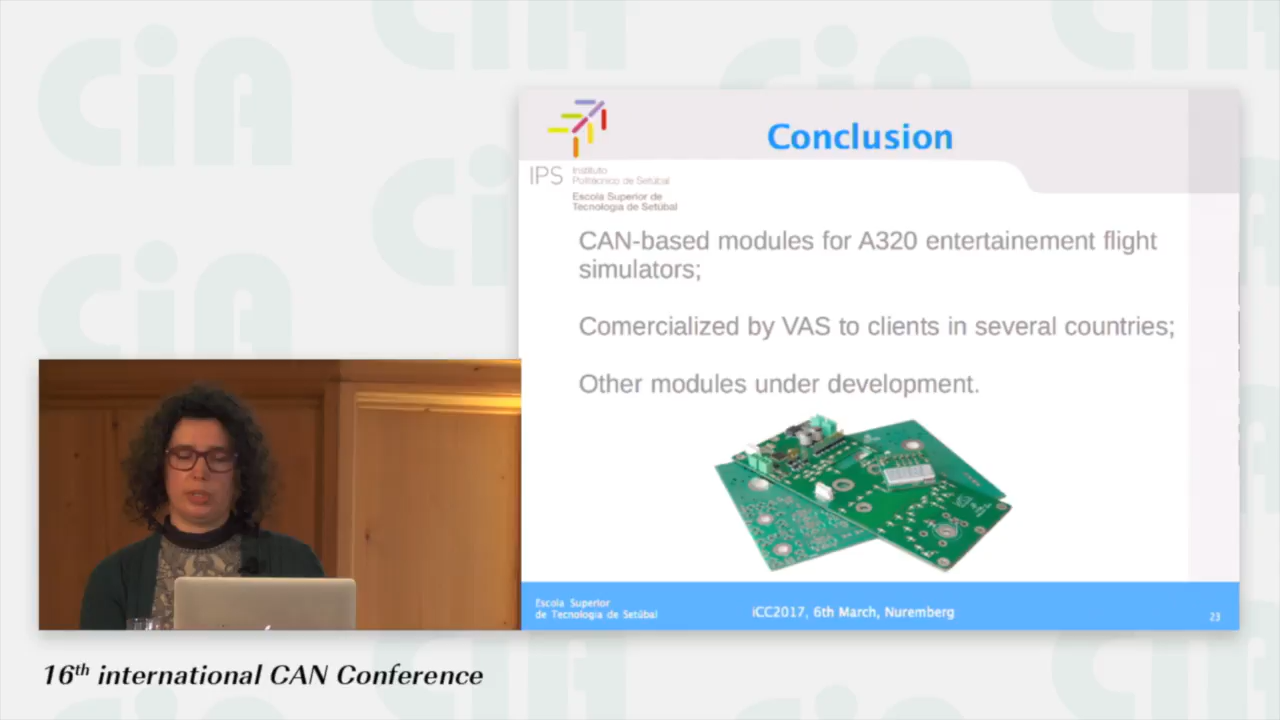 CiA
Conclusion
IPS
Instituto
Politécnico de Setúbal
Escola Superior de
Tecnologia de Setúbal
CAN-based modules for A320 entertainement flight
simulators;
Comercialized by VAS to clients in several countries;
Other modules under development.
Escola Superior
de Tecnologia de Setúbal
iCC2017, 6th March, Nuremberg
23
16th international CAN Conference